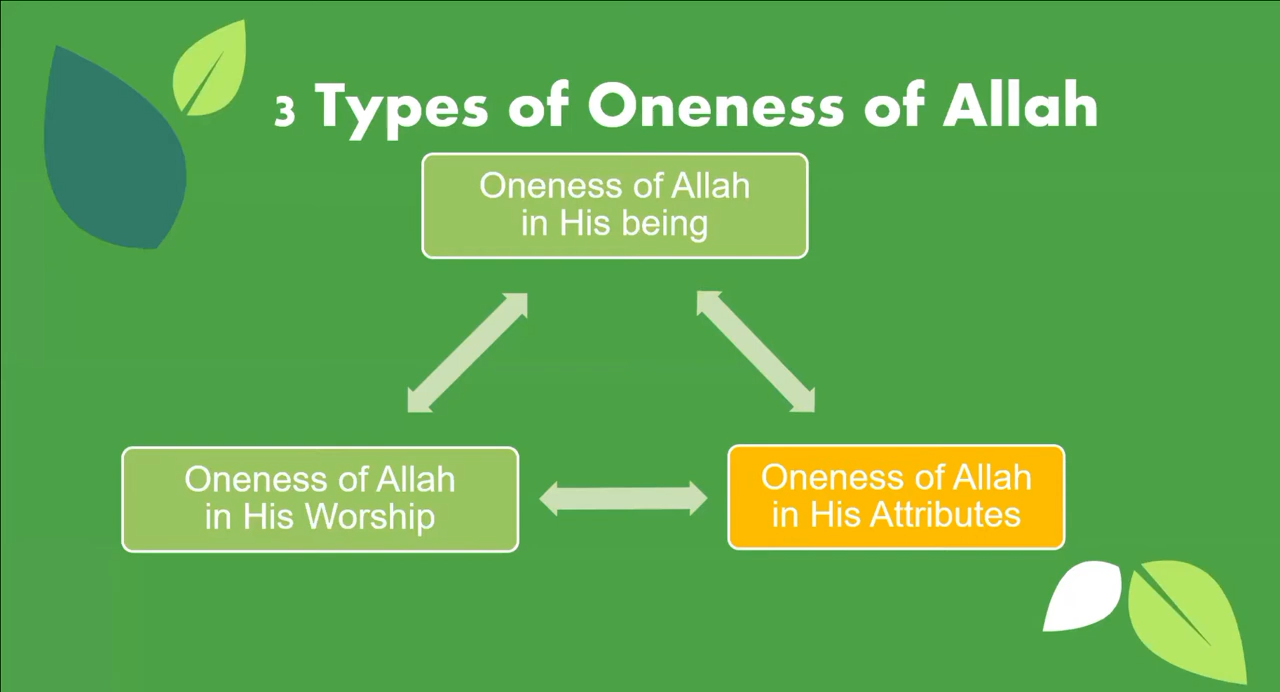 3 Types of Oneness of Allah
Oneness of Allah
in His being
Oneness of Allah
in His Worship
Oneness of Allah
in His Attributes